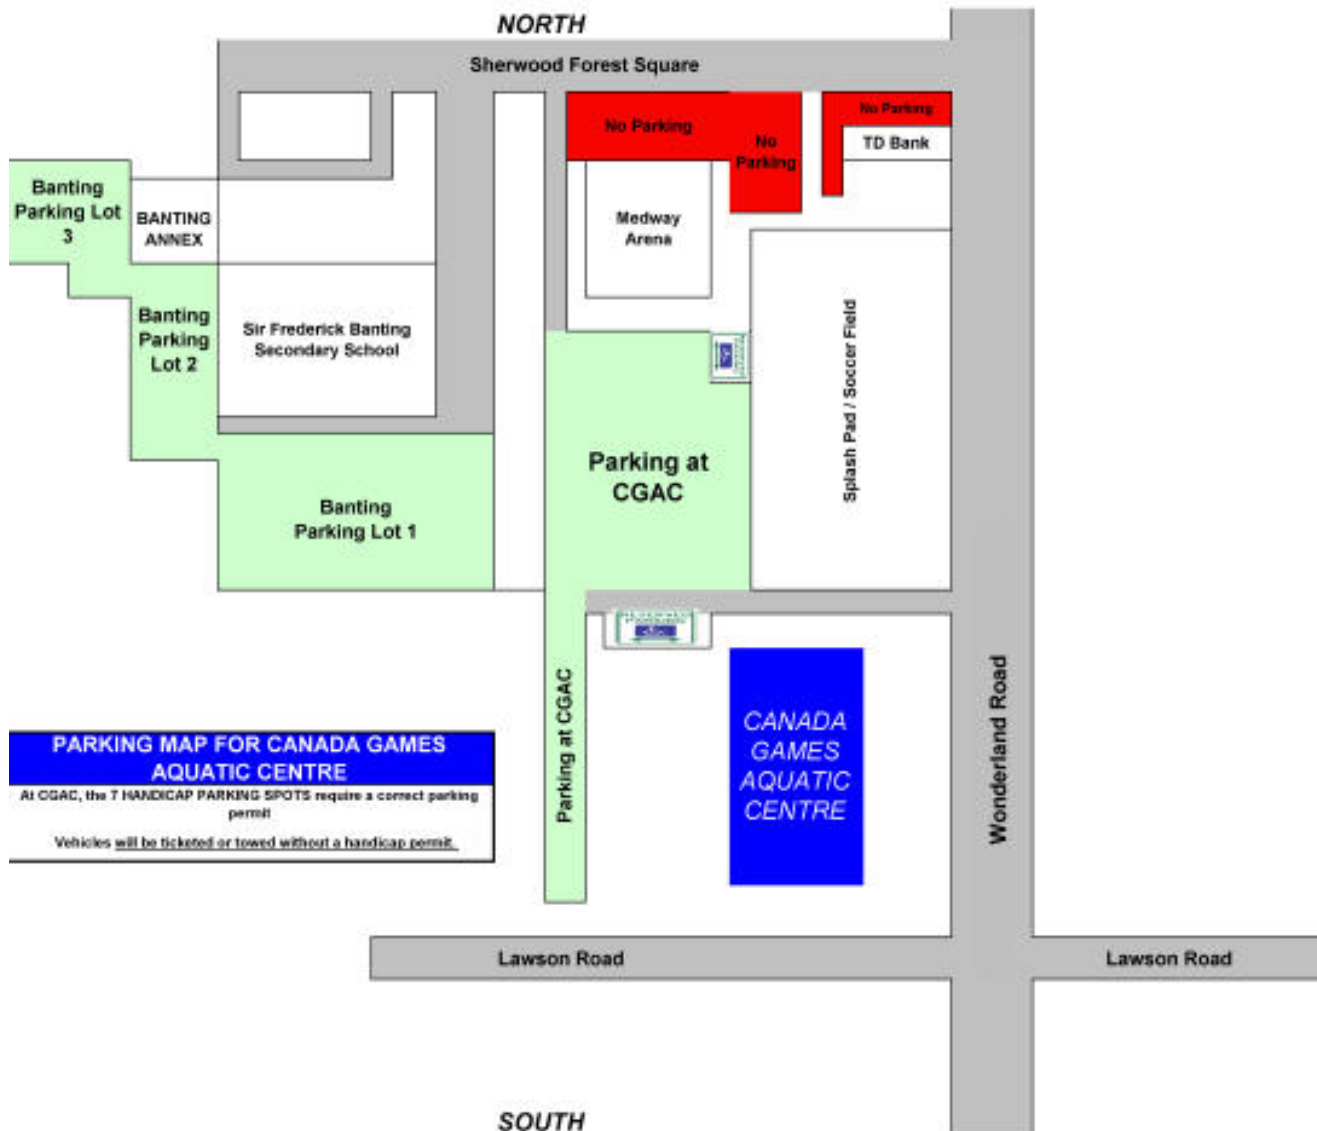 NORTH
Sherwood Forest Square
No Parking
No
Parking
No Parking
TD Bank
Banting
Parking Lot
3
BANTING
ANNEX
Medway
Arena
Banting
Parking
Lot 2
Sir Frederick Banting
Secondary School
Splash Pad / Soccer Field
Parking at
CGAC
Banting
Parking Lot 1
Parking at CGAC
CANADA
GAMES
AQUATIC
CENTRE
Wonderland Road
PARKING MAP FOR CANADA GAMES
AQUATIC CENTRE
At CGAC, the 7 HANDICAP PARKING SPOTS require a correct parking
permit
Vehicles will be ticketed or towed without a handicap permit.
Lawson Road
Lawson Road
SOUTH